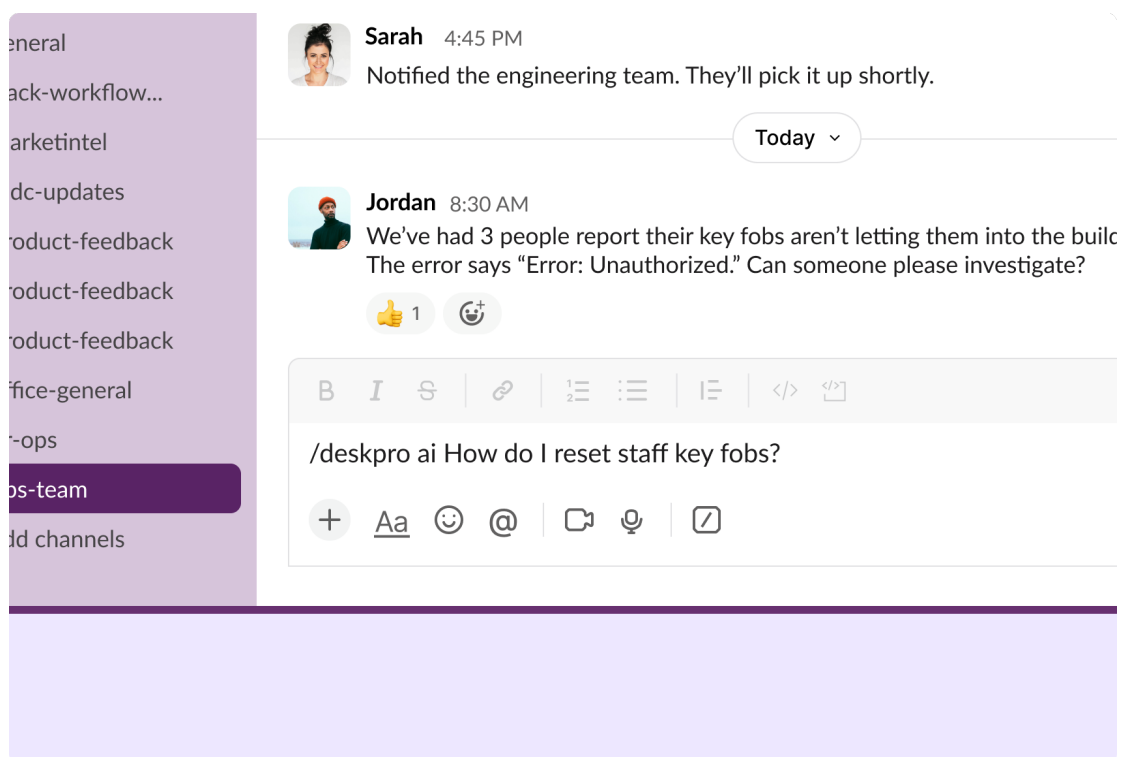 eneral
ack-workflow...
arketintel
dc-updates
roduct-feedback
roduct-feedback
roduct-feedback
ffice-general
r-ops
ps-team
dd channels
Sarah 4:45 PM
Notified the engineering team. They’ll pick it up shortly.
Today
Jordan 8:30 AM
We’ve had 3 people report their key fobs aren’t letting them into the build
The error says “Error: Unauthorized.” Can someone please investigate?
1
B I S
/deskpro ai How do I reset staff key fobs?
Aa @